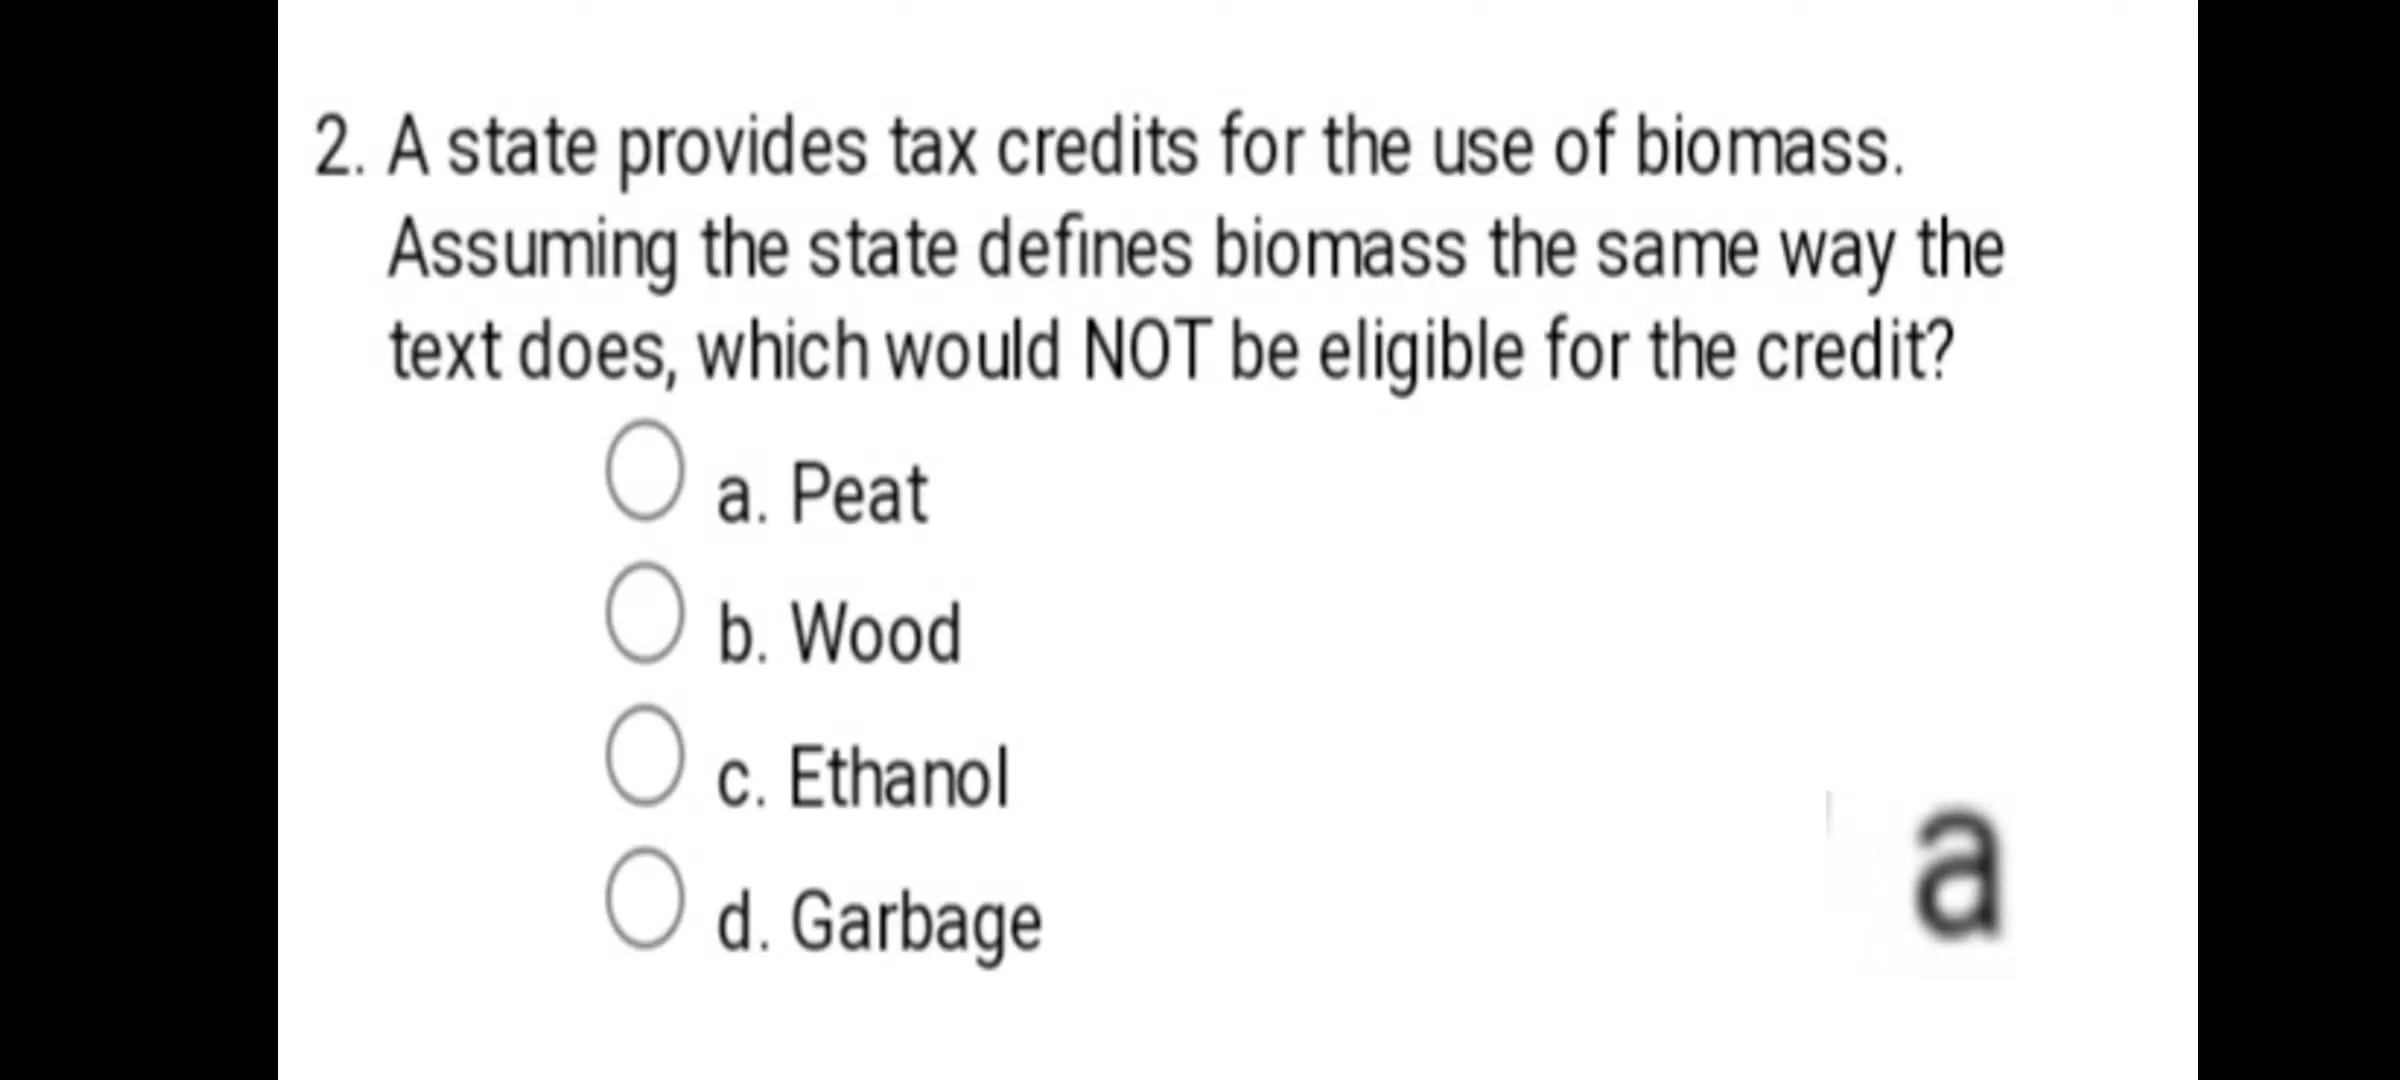 2. A state provides tax credits for the use of biomass.
Assuming the state defines biomass the same way the
text does, which would NOT be eligible for the credit?
a. Peat
b. Wood
c. Ethanol
d. Garbage
a